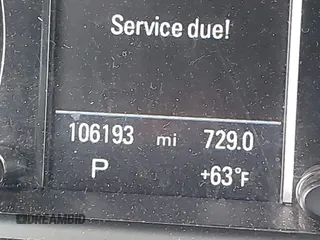 Service due!
106193 mi 729.0
P +63°F
DREAMBID